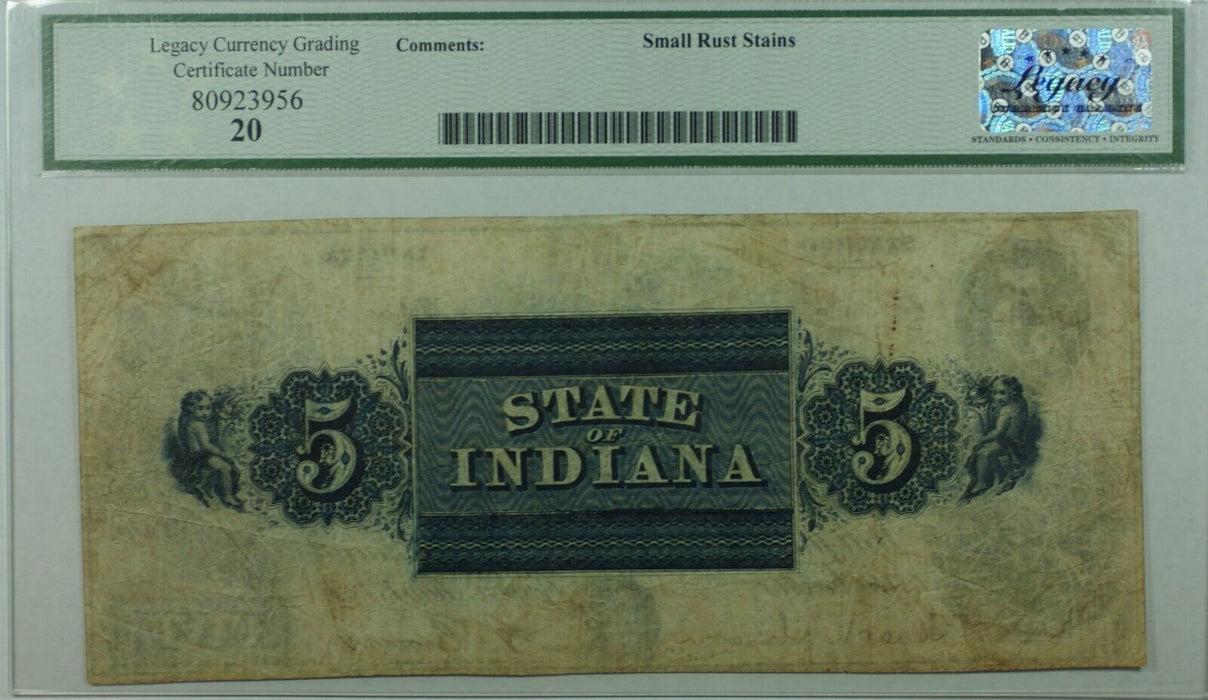 Legacy Currency Grading
Certificate Number
80923956
20
Comments:
Small Rust Stains
Legacy
STANDARDS • CONSISTENCY • INTEGRITY
5
STATE
OF
INDIANA
5